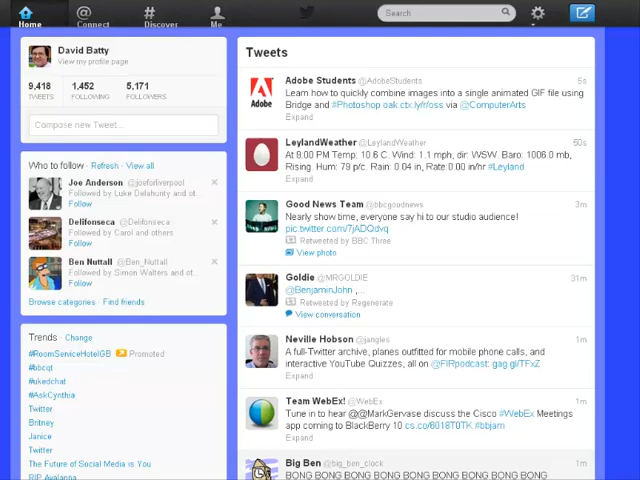 Home
Connect
Discover
Me
Search
David Batty
View my profile page
9,418 1,452 5,171
TWEETS FOLLOWING FOLLOWERS
Compose new Tweet...
Who to follow · Refresh · View all
Joe Anderson @joeforliverpool
Followed by Luke Delahunty and ot...
Follow
Delifonseca @Delifonseca
Followed by Carol and others
Follow
Ben Nuttall @Ben_Nuttall
Followed by Simon Walters and ot...
Follow
Browse categories · Find friends
Trends · Change
#RoomServiceHotelGB Promoted
#bbcqt
#ukedchat
#AskCynthia
Twitter
Britney
Janice
Twitter
The Future of Social Media is You
RIP Avalanna
Tweets
Adobe Students @AdobeStudents 5s
Learn how to quickly combine images into a single animated GIF file using
Bridge and #Photoshop oak.ctx.ly/r/oss via @ComputerArts
Expand
LeylandWeather @LeylandWeather 50s
At 9:00 PM Temp: 10.6 C. Wind: 1.1 mph, dir: WSW. Baro: 1006.0 mb,
Rising. Hum: 79 p/c. Rain: 0.04 in, Rate:0.00 in/hr #Leyland
Expand
Good News Team @bbcgoodnews 3m
Nearly show time, everyone say hi to our studio audience!
pic.twitter.com/7jADQdvq
Retweeted by BBC Three
View photo
Goldie @MRGOLDIE 31m
@BenjaminJohn ,...
Retweeted by Regenerate
View conversation
Neville Hobson @jangles 1m
A full-Twitter archive, planes outfitted for mobile phone calls, and
interactive YouTube Quizzes, all on @FIRpodcast: gag.gl/TFxZ
Expand
Team WebEx! @WebEx 1m
Tune in to hear @@MarkGervase discuss the Cisco #WebEx Meetings
app coming to BlackBerry 10 cs.co/6018T0TM.#bbjam
Expand
Big Ben @big_ben_clock 1m
BONG BONG BONG BONG BONG BONG BONG BONG BONG